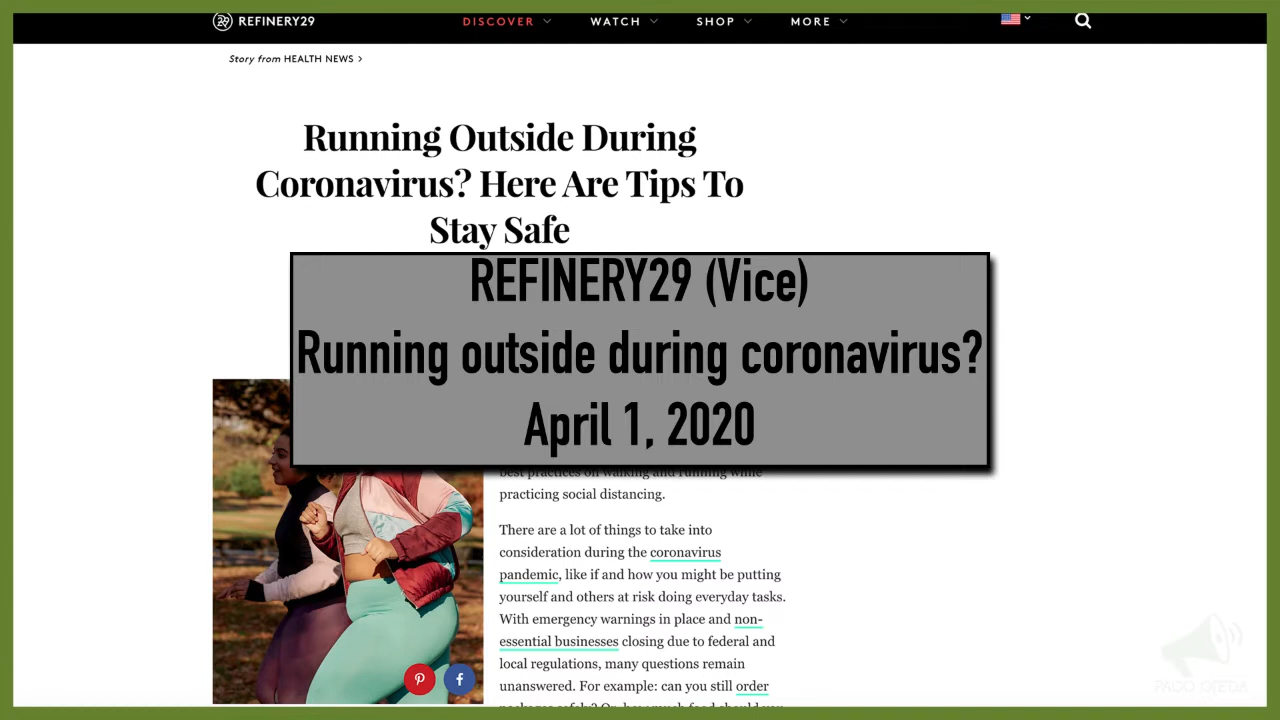 REFINERY29
DISCOVER
WATCH
SHOP
MORE
Story from HEALTH NEWS >
Running Outside During
Coronavirus? Here Are Tips To
Stay Safe
REFINERY29 (Vice)
Running outside during coronavirus?
April 1, 2020
best practices on walking and running while
practicing social distancing.
There are a lot of things to take into
consideration during the coronavirus
pandemic, like if and how you might be putting
yourself and others at risk doing everyday tasks.
With emergency warnings in place and non-
essential businesses closing due to federal and
local regulations, many questions remain
unanswered. For example: can you still order
PACO OJEDA